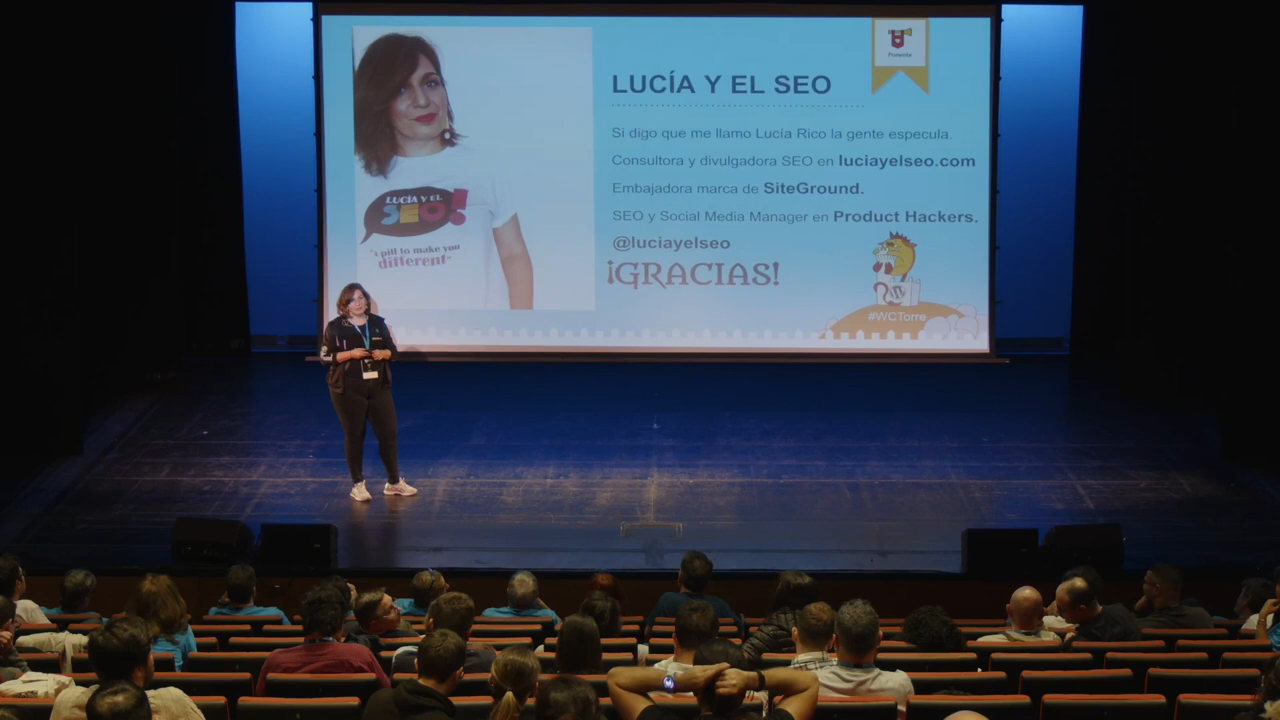 Ponente
LUCÍA Y EL SEO
Si digo que me llamo Lucía Rico la gente especula.
Consultora y divulgadora SEO en luciayelseo.com
Embajadora marca de SiteGround.
SEO y Social Media Manager en Product Hackers.
@luciayelseo
¡GRACIAS!
#WCTorre
LUCÍA Y EL
SEO!
"a pill to make you
different"